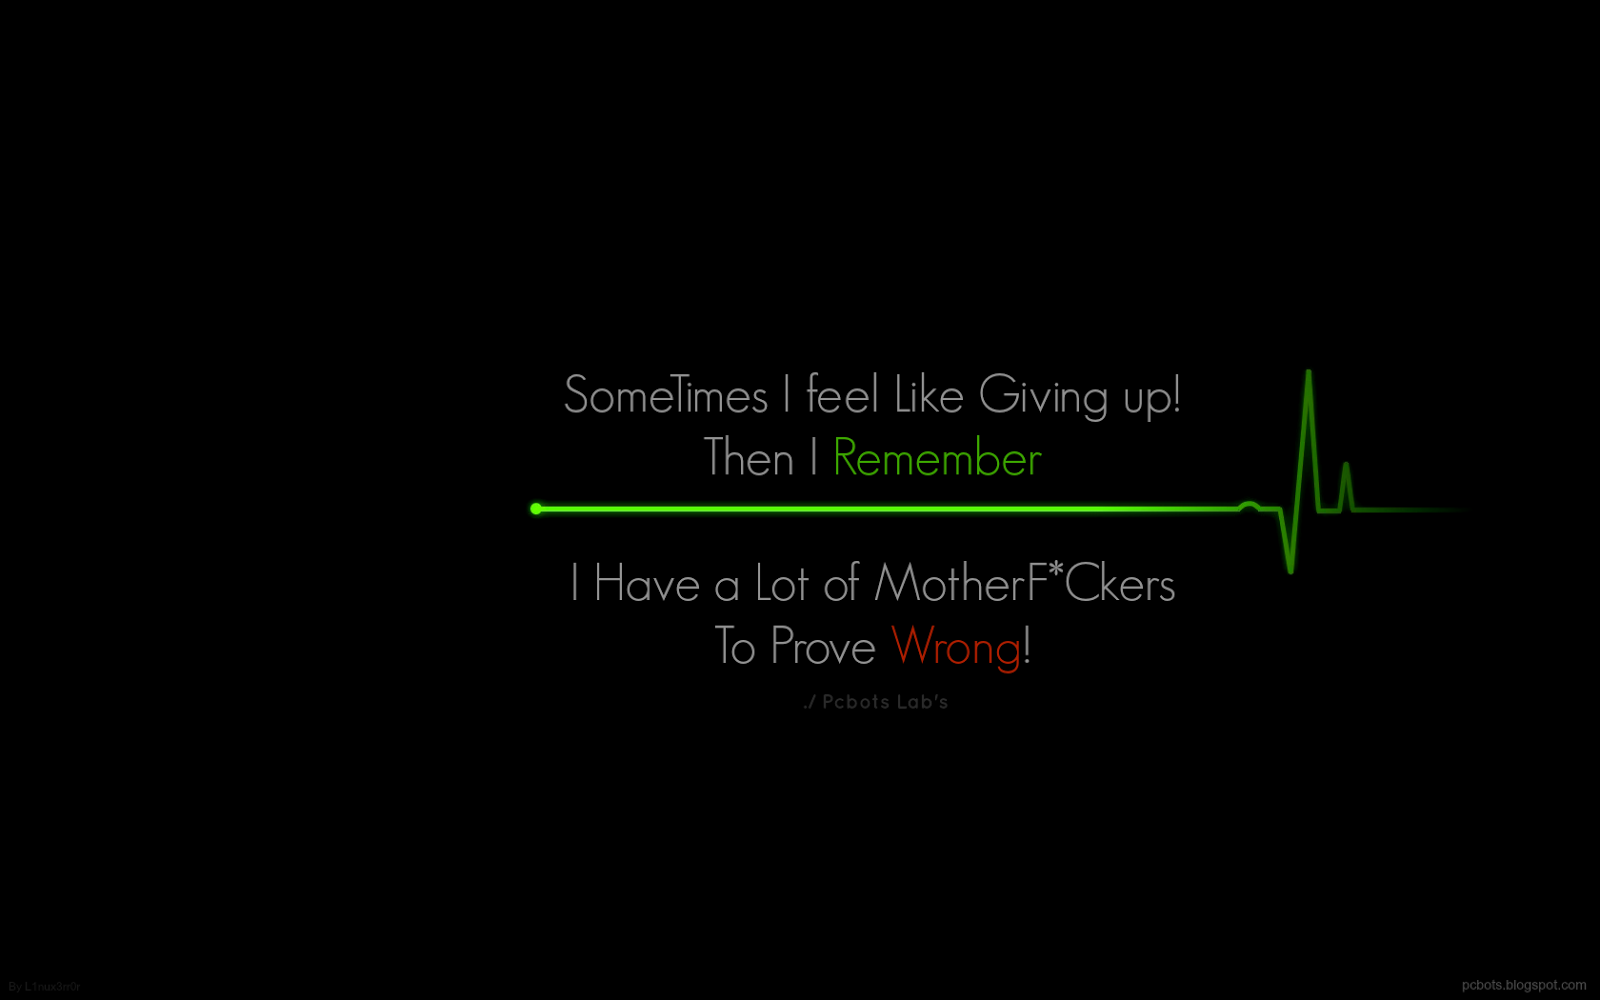 SomeTimes I feel Like Giving up!
Then I Remember
I Have a Lot of MotherF*Ckers
To Prove Wrong!
./ Pcbots Lab's
By L1nux3rr0r
pcbots.blogspot.com